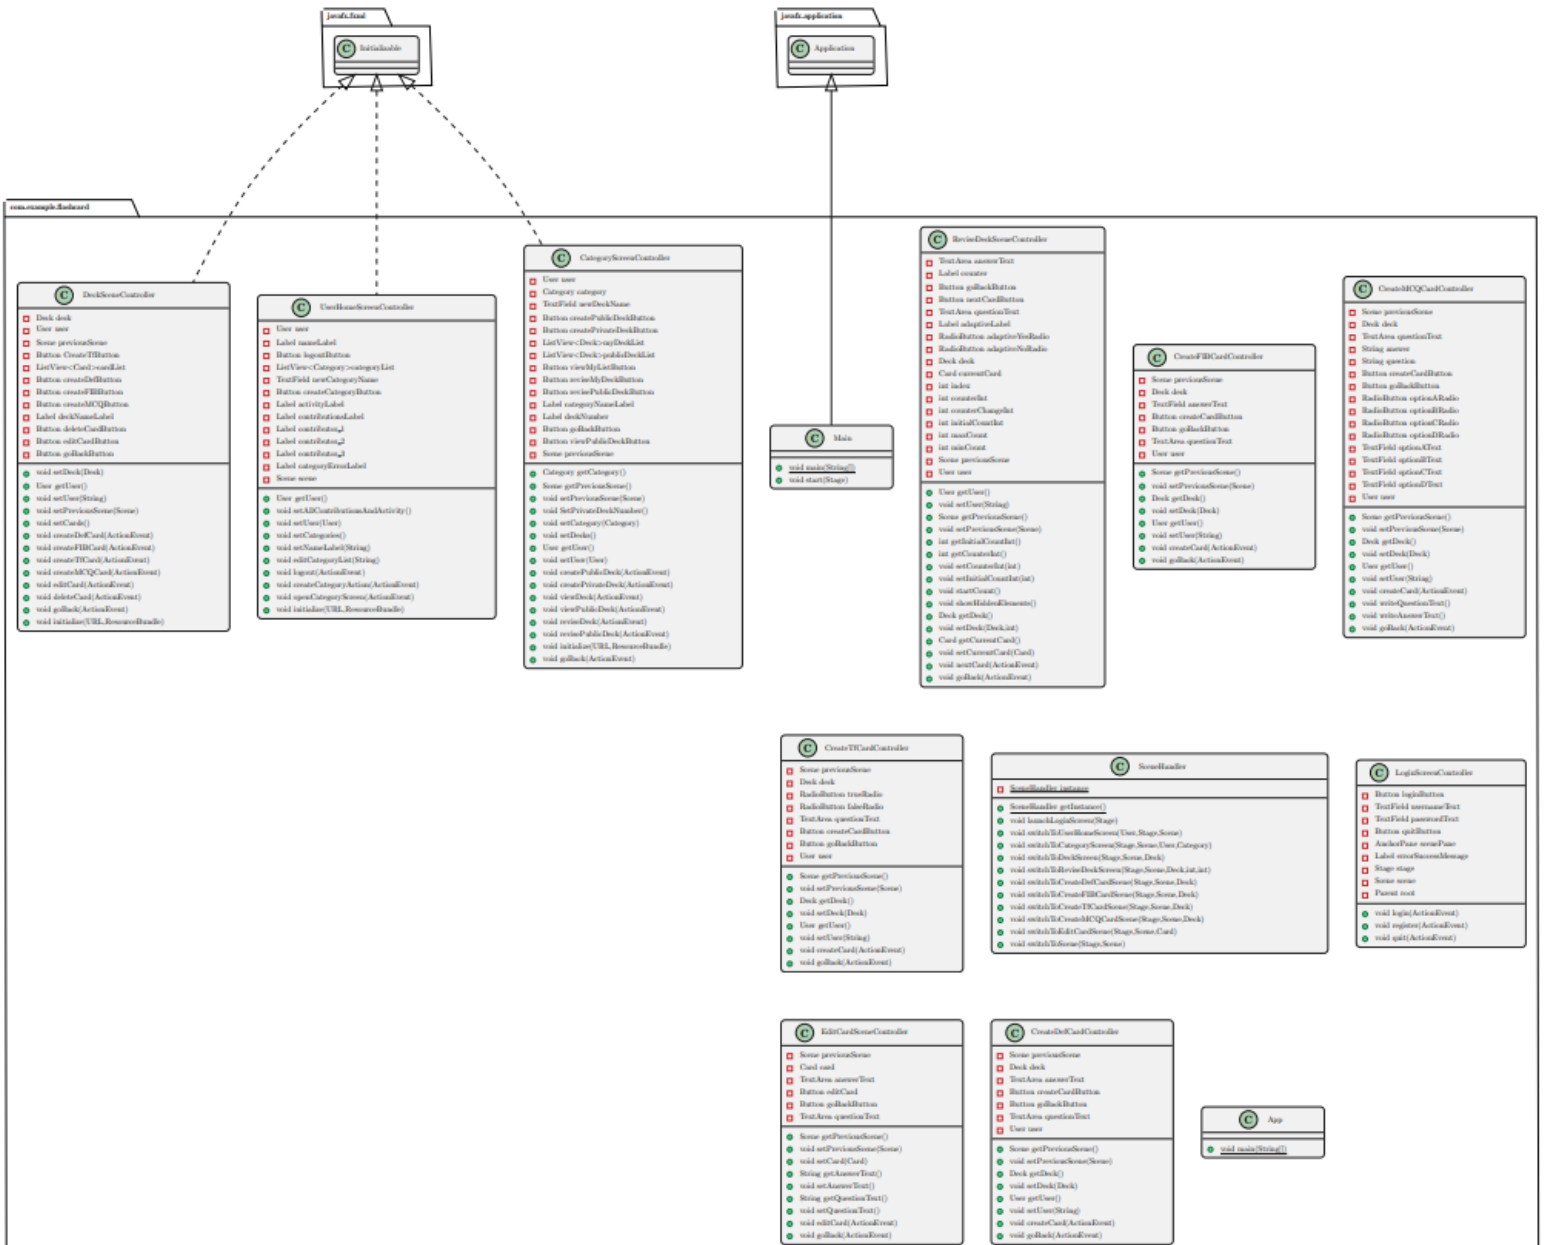 javafx.fxml
Initializable
javafx.application
Application
com.example.flashcard
DeckSceneController
Deck deck
User user
Scene previousScene
Button CreateTfButton
ListView<Card>cardList
Button createDefButton
Button createFIBButton
Button createMCQButton
Label deckNameLabel
Button deleteCardButton
Button editCardButton
Button goBackButton
void setDeck(Deck)
User getUser()
void setUser(String)
void setPreviousScene(Scene)
void setCards()
void createDefCard(ActionEvent)
void createFIBCard(ActionEvent)
void createTfCard(ActionEvent)
void createMCQCard(ActionEvent)
void editCard(ActionEvent)
void deleteCard(ActionEvent)
void goBack(ActionEvent)
void initialize(URL,ResourceBundle)
UserHomeScreenController
User user
Label nameLabel
Button logoutButton
ListView<Category>categoryList
TextField newCategoryName
Button createCategoryButton
Label activityLabel
Label contributionsLabel
Label contributor_1
Label contributor_2
Label contributor_3
Label categoryErrorLabel
Scene scene
User getUser()
void setAllContributionsAndActivity()
void setUser(User)
void setCategories()
void setNameLabel(String)
void editCategoryList(String)
void logout(ActionEvent)
void createCategoryAction(ActionEvent)
void openCategoryScreen(ActionEvent)
void initialize(URL,ResourceBundle)
CategoryScreenController
User user
Category category
TextField newDeckName
Button createPublicDeckButton
Button createPrivateDeckButton
ListView<Deck>myDeckList
ListView<Deck>publicDeckList
Button viewMyListButton
Button reviseMyDeckButton
Button revisePublicDeckButton
Label categoryNameLabel
Label deckNumber
Button goBackButton
Button viewPublicDeckButton
Scene previousScene
Category getCategory()
Scene getPreviousScene()
void setPreviousScene(Scene)
void SetPrivateDeckNumber()
void setCategory(Category)
void setDecks()
User getUser()
void setUser(User)
void createPublicDeck(ActionEvent)
void createPrivateDeck(ActionEvent)
void viewDeck(ActionEvent)
void viewPublicDeck(ActionEvent)
void reviseDeck(ActionEvent)
void revisePublicDeck(ActionEvent)
void initialize(URL,ResourceBundle)
void goBack(ActionEvent)
Main
void main(String[])
void start(Stage)
ReviseDeckSceneController
TextArea answerText
Label counter
Button goBackButton
Button nextCardButton
TextArea questionText
Label adaptiveLabel
RadioButton adaptiveYesRadio
RadioButton adaptiveNoRadio
Deck deck
Card currentCard
int index
int counterInt
int counterChangeInt
int initialCountInt
int maxCount
int minCount
Scene previousScene
User user
User getUser()
void setUser(String)
Scene getPreviousScene()
void setPreviousScene(Scene)
int getInitialCountInt()
int getCounterInt()
void setCounterInt(int)
void setInitialCountInt(int)
void startCount()
void showHiddenElements()
Deck getDeck()
void setDeck(Deck,int)
Card getCurrentCard()
void setCurrentCard(Card)
void nextCard(ActionEvent)
void goBack(ActionEvent)
CreateFIBCardController
Scene previousScene
Deck deck
TextField answerText
Button createCardButton
Button goBackButton
TextArea questionText
User user
Scene getPreviousScene()
void setPreviousScene(Scene)
Deck getDeck()
void setDeck(Deck)
User getUser()
void setUser(String)
void createCard(ActionEvent)
void goBack(ActionEvent)
CreateMCQCardController
Scene previousScene
Deck deck
TextArea questionText
String answer
String question
Button createCardButton
Button goBackButton
RadioButton optionARadio
RadioButton optionBRadio
RadioButton optionCRadio
RadioButton optionDRadio
TextField optionAText
TextField optionBText
TextField optionCText
TextField optionDText
User user
Scene getPreviousScene()
void setPreviousScene(Scene)
Deck getDeck()
void setDeck(Deck)
User getUser()
void setUser(String)
void createCard(ActionEvent)
void writeQuestionText()
void writeAnswerText()
void goBack(ActionEvent)
CreateTfCardController
Scene previousScene
Deck deck
RadioButton trueRadio
RadioButton falseRadio
TextArea questionText
Button createCardButton
Button goBackButton
User user
Scene getPreviousScene()
void setPreviousScene(Scene)
Deck getDeck()
void setDeck(Deck)
User getUser()
void setUser(String)
void createCard(ActionEvent)
void goBack(ActionEvent)
SceneHandler
SceneHandler instance
SceneHandler getInstance()
void launchLoginScreen(Stage)
void switchToUserHomeScreen(User,Stage,Scene)
void switchToCategoryScreen(Stage,Scene,User,Category)
void switchToDeckScreen(Stage,Scene,Deck)
void switchToReviseDeckScreen(Stage,Scene,Deck,int,int)
void switchToCreateDefCardScene(Stage,Scene,Deck)
void switchToCreateFIBCardScene(Stage,Scene,Deck)
void switchToCreateTfCardScene(Stage,Scene,Deck)
void switchToCreateMCQCardScene(Stage,Scene,Deck)
void switchToEditCardScene(Stage,Scene,Card)
void switchToScene(Stage,Scene)
LoginScreenController
Button loginButton
TextField usernameText
TextField passwordText
Button quitButton
AnchorPane scenePane
Label errorSuccessMessage
Stage stage
Scene scene
Parent root
void login(ActionEvent)
void register(ActionEvent)
void quit(ActionEvent)
EditCardSceneController
Scene previousScene
Card card
TextArea answerText
Button editCard
Button goBackButton
TextArea questionText
Scene getPreviousScene()
void setPreviousScene(Scene)
void setCard(Card)
String getAnswerText()
void setAnswerText()
String getQuestionText()
void setQuestionText()
void editCard(ActionEvent)
void goBack(ActionEvent)
CreateDefCardController
Scene previousScene
Deck deck
TextArea answerText
Button createCardButton
Button goBackButton
TextArea questionText
User user
Scene getPreviousScene()
void setPreviousScene(Scene)
Deck getDeck()
void setDeck(Deck)
User getUser()
void setUser(String)
void createCard(ActionEvent)
void goBack(ActionEvent)
App
void main(String[])